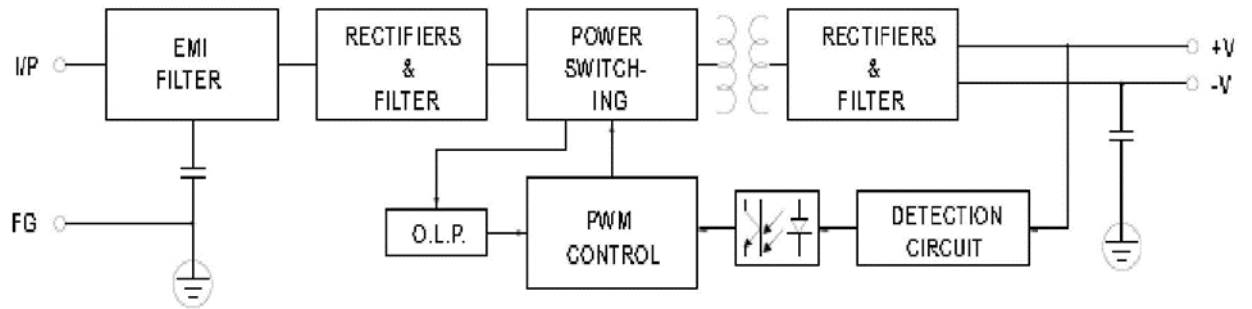 I/P
EMI
FILTER
RECTIFIERS
&
FILTER
POWER
SWITCH-
ING
RECTIFIERS
&
FILTER
+V
-V
FG
O.L.P.
PWM
CONTROL
DETECTION
CIRCUIT